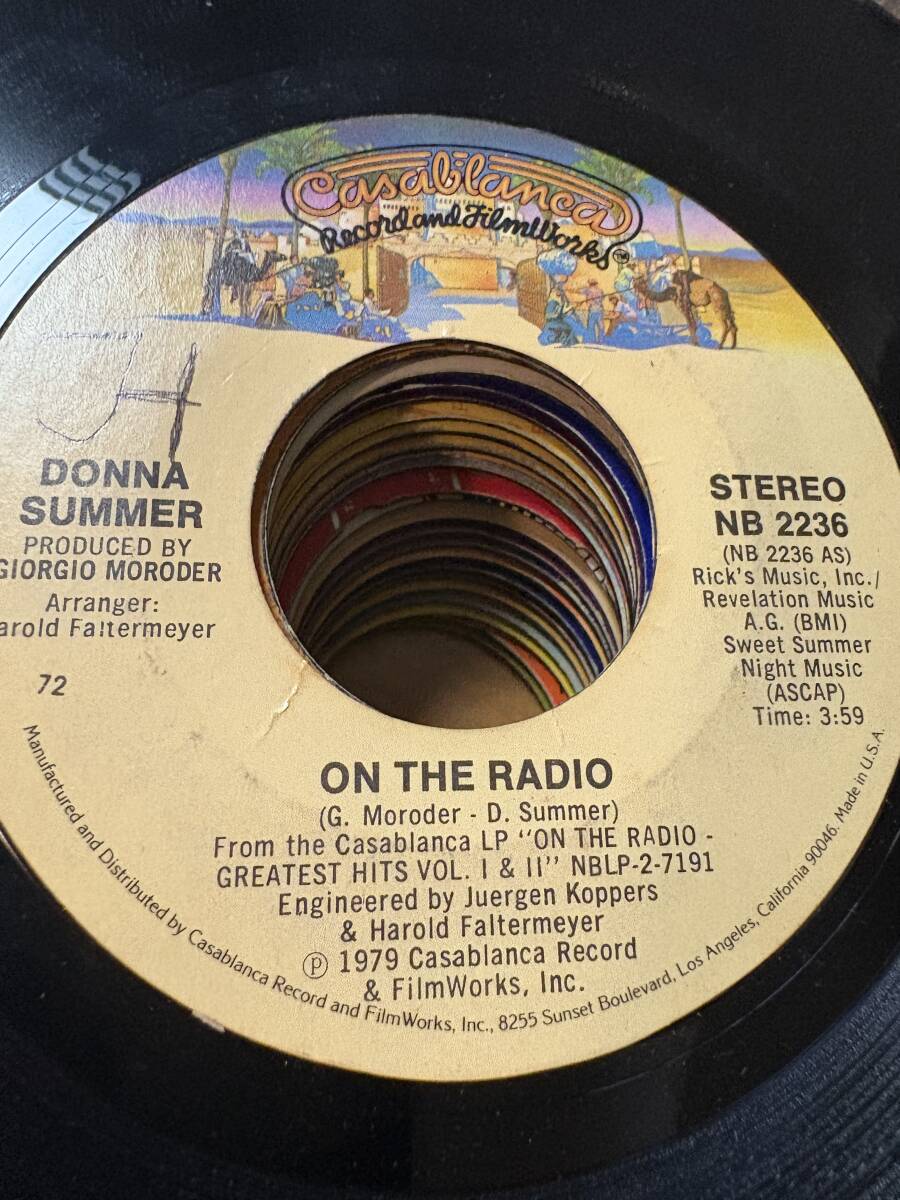 Casablanca
Record and FilmWorks™
DONNA
SUMMER
PRODUCED BY
GIORGIO MORODER
Arranger:
arold Faltermeyer
72
STEREO
NB 2236
(NB 2236 AS)
Rick's Music, Inc./
Revelation Music
A.G. (BMI)
Sweet Summer
Night Music
(ASCAP)
Time: 3:59
ON THE RADIO
(G. Moroder - D. Summer)
From the Casablanca LP "ON THE RADIO -
GREATEST HITS VOL. I & II" NBLP-2-7191
Engineered by Juergen Koppers
& Harold Faltermeyer
℗ 1979 Casablanca Record
& FilmWorks, Inc.
Manufactured and Distributed by Casablanca Record and FilmWorks, Inc., 8255 Sunset Boulevard, Los Angeles, California 90046. Made in U.S.A.